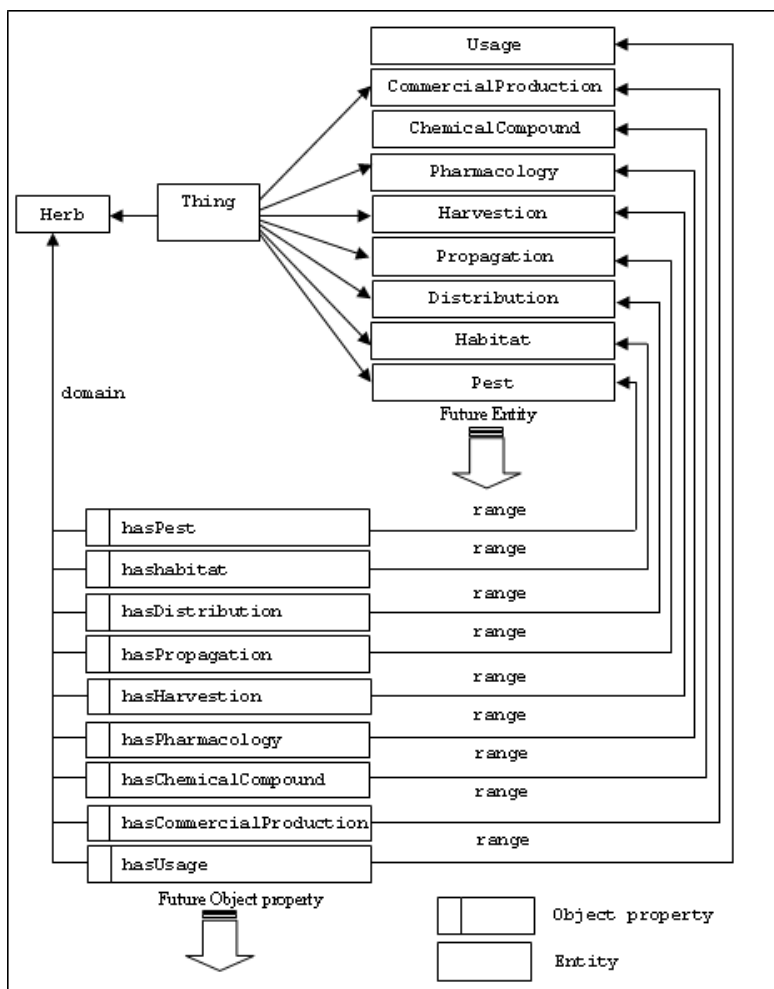 Usage
CommercialProduction
ChemicalCompound
Pharmacology
Herb
Thing
Harvestion
Propagation
Distribution
Habitat
Pest
domain
Future Entity
range
hasPest
range
hashabitat
range
hasDistribution
range
hasPropagation
range
hasHarvestion
range
hasPharmacology
range
hasChemicalCompound
range
hasCommercialProduction
range
hasUsage
Future Object property
Object property
Entity